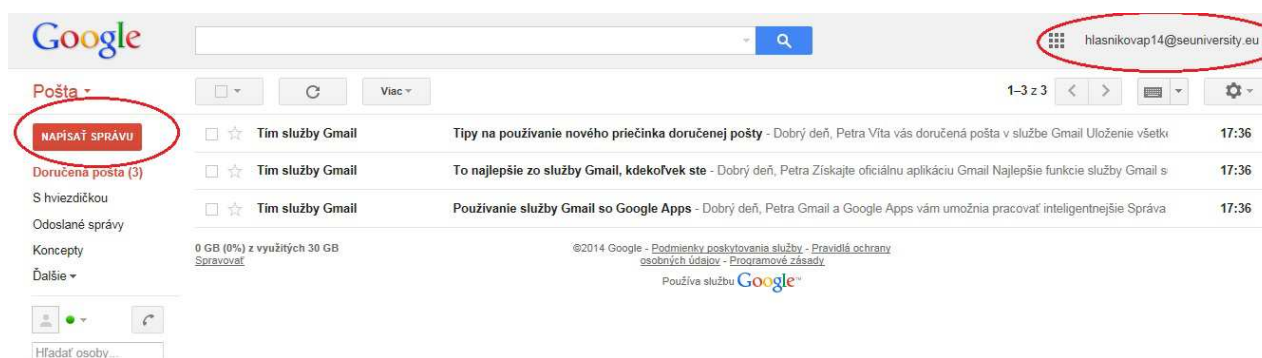 Google
hlasnikovap14@seuniversity.eu
Pošta
Viac
1–3 z 3
NAPÍSAŤ SPRÁVU
Tím služby Gmail Tipy na používanie nového priečinka doručenej pošty - Dobrý deň, Petra Víta vás doručená pošta v službe Gmail Uloženie všetk 17:36
Doručená pošta (3)
Tím služby Gmail To najlepšie zo služby Gmail, kdekoľvek ste - Dobrý deň, Petra Získajte oficiálnu aplikáciu Gmail Najlepšie funkcie služby Gmail s 17:36
S hviezdičkou
Tím služby Gmail Používanie služby Gmail so Google Apps - Dobrý deň, Petra Gmail a Google Apps vám umožnia pracovať inteligentnejšie Správa 17:36
Odoslané správy
Koncepty
Ďalšie
0 GB (0%) z využitých 30 GB
Spravovať
©2014 Google - Podmienky poskytovania služby - Pravidlá ochrany
osobných údajov - Programové zásady
Používa službu Google™
Hľadať osoby...